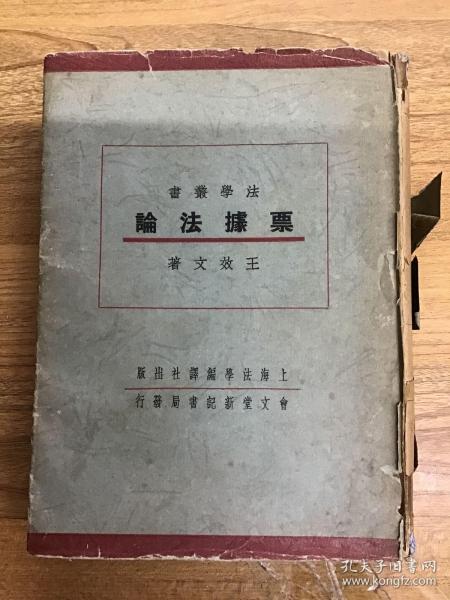 法學叢書
票據法論
王效文著
上海法學編譯社出版
會文堂新記書局發行
孔夫子旧书网
www.kongfz.com